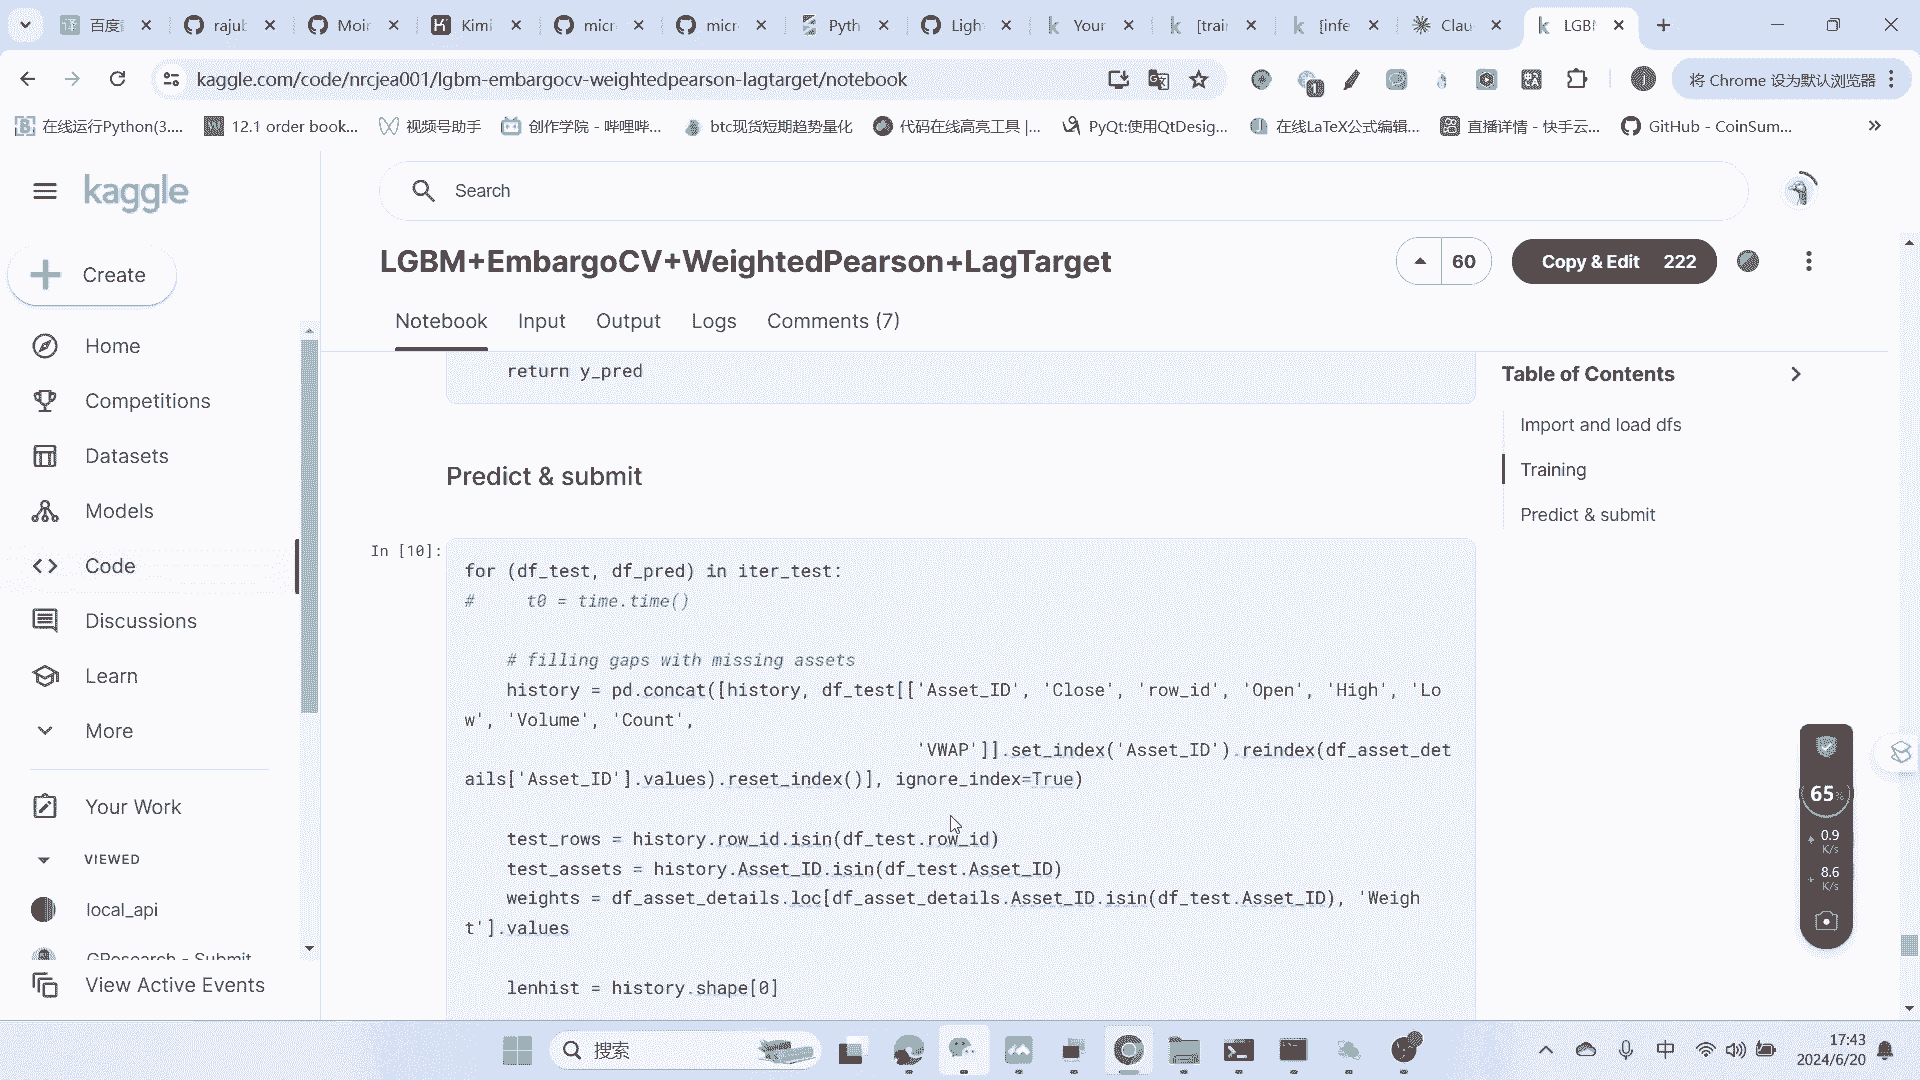 百度
rajub
Moir
Kimi
micr
micr
Pyth
Ligh
Your
[trai
[infe
Clau
LGBM
kaggle.com/code/nrcjea001/lgbm-embargocv-weightedpearson-lagtarget/notebook
将 Chrome 设为默认浏览器
在线运行Python(3....
12.1 order book...
视频号助手
创作学院 - 哔哩哔...
btc现货短期趋势量化
代码在线高亮工具 |...
PyQt:使用QtDesig...
在线LaTeX公式编辑...
直播详情 - 快手云...
GitHub - CoinSum...
kaggle
Search
Create
Home
Competitions
Datasets
Models
Code
Discussions
Learn
More
Your Work
VIEWED
local_api
GResearch - Submit
View Active Events
LGBM+EmbargoCV+WeightedPearson+LagTarget
60
Copy & Edit 222
Notebook
Input
Output
Logs
Comments (7)
return y_pred
Predict & submit
In [10]:
for (df_test, df_pred) in iter_test:
#     t0 = time.time()
# filling gaps with missing assets
history = pd.concat([history, df_test[['Asset_ID', 'Close', 'row_id', 'Open', 'High', 'Lo
w', 'Volume', 'Count',
'VWAP']].set_index('Asset_ID').reindex(df_asset_det
ails['Asset_ID'].values).reset_index()], ignore_index=True)
test_rows = history.row_id.isin(df_test.row_id)
test_assets = history.Asset_ID.isin(df_test.Asset_ID)
weights = df_asset_details.loc[df_asset_details.Asset_ID.isin(df_test.Asset_ID), 'Weigh
t'].values
lenhist = history.shape[0]
Table of Contents
Import and load dfs
Training
Predict & submit
65%
0.9
K/s
8.6
K/s
搜索
中
17:43
2024/6/20